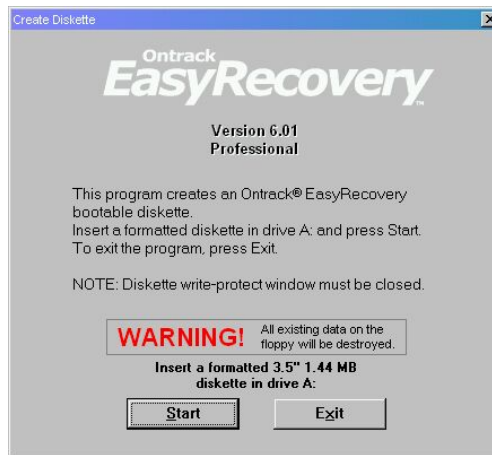 Create Diskette
Ontrack
EasyRecovery™
Version 6.01
Professional
This program creates an Ontrack® EasyRecovery
bootable diskette.
Insert a formatted diskette in drive A: and press Start.
To exit the program, press Exit.
NOTE: Diskette write-protect window must be closed.
WARNING! All existing data on the
floppy will be destroyed.
Insert a formatted 3.5" 1.44 MB
diskette in drive A:
Start Exit